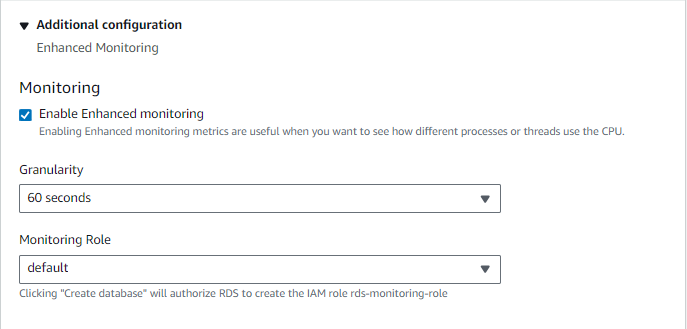 Additional configuration
Enhanced Monitoring
Monitoring
Enable Enhanced monitoring
Enabling Enhanced monitoring metrics are useful when you want to see how different processes or threads use the CPU.
Granularity
60 seconds
Monitoring Role
default
Clicking "Create database" will authorize RDS to create the IAM role rds-monitoring-role